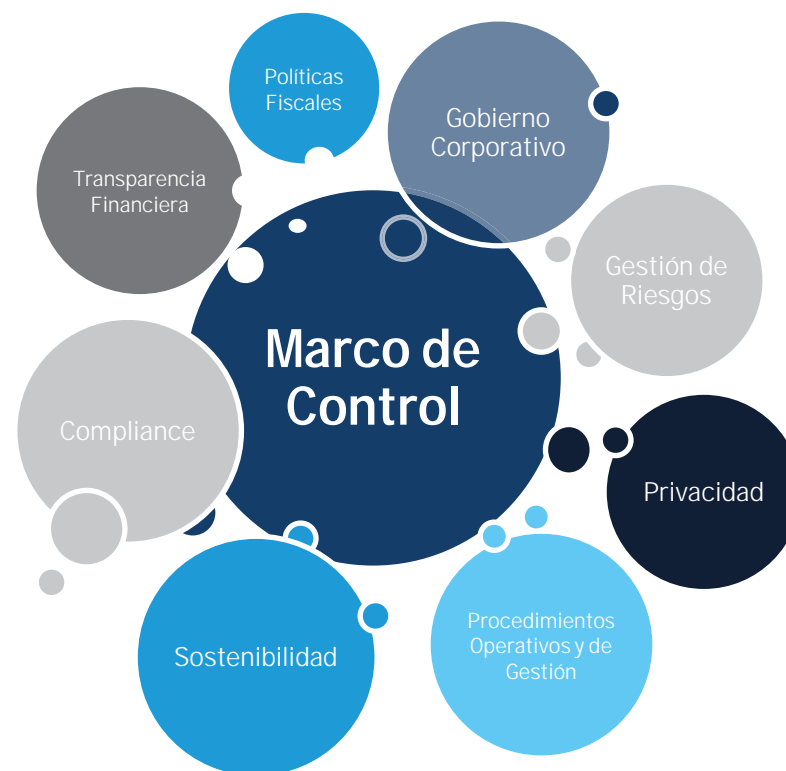 Políticas
Fiscales
Gobierno
Corporativo
Transparencia
Financiera
Gestión de
Riesgos
Marco de
Control
Compliance
Privacidad
Procedimientos
Operativos y de
Gestión
Sostenibilidad